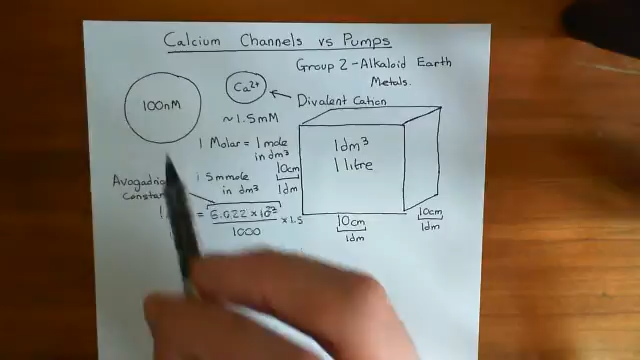 Calcium Channels vs Pumps
Group 2 - Alkaloid Earth
Metals.
100nM
Ca2+
Divalent Cation
~1.5mM
1 Molar = 1 mole
in dm3
5 mmole
in dm3
Avogadro
Constant
= 6.022 × 10^23
1000
× 1.5
1dm3
1 litre
10cm
1dm
10cm
1dm
10cm
1dm